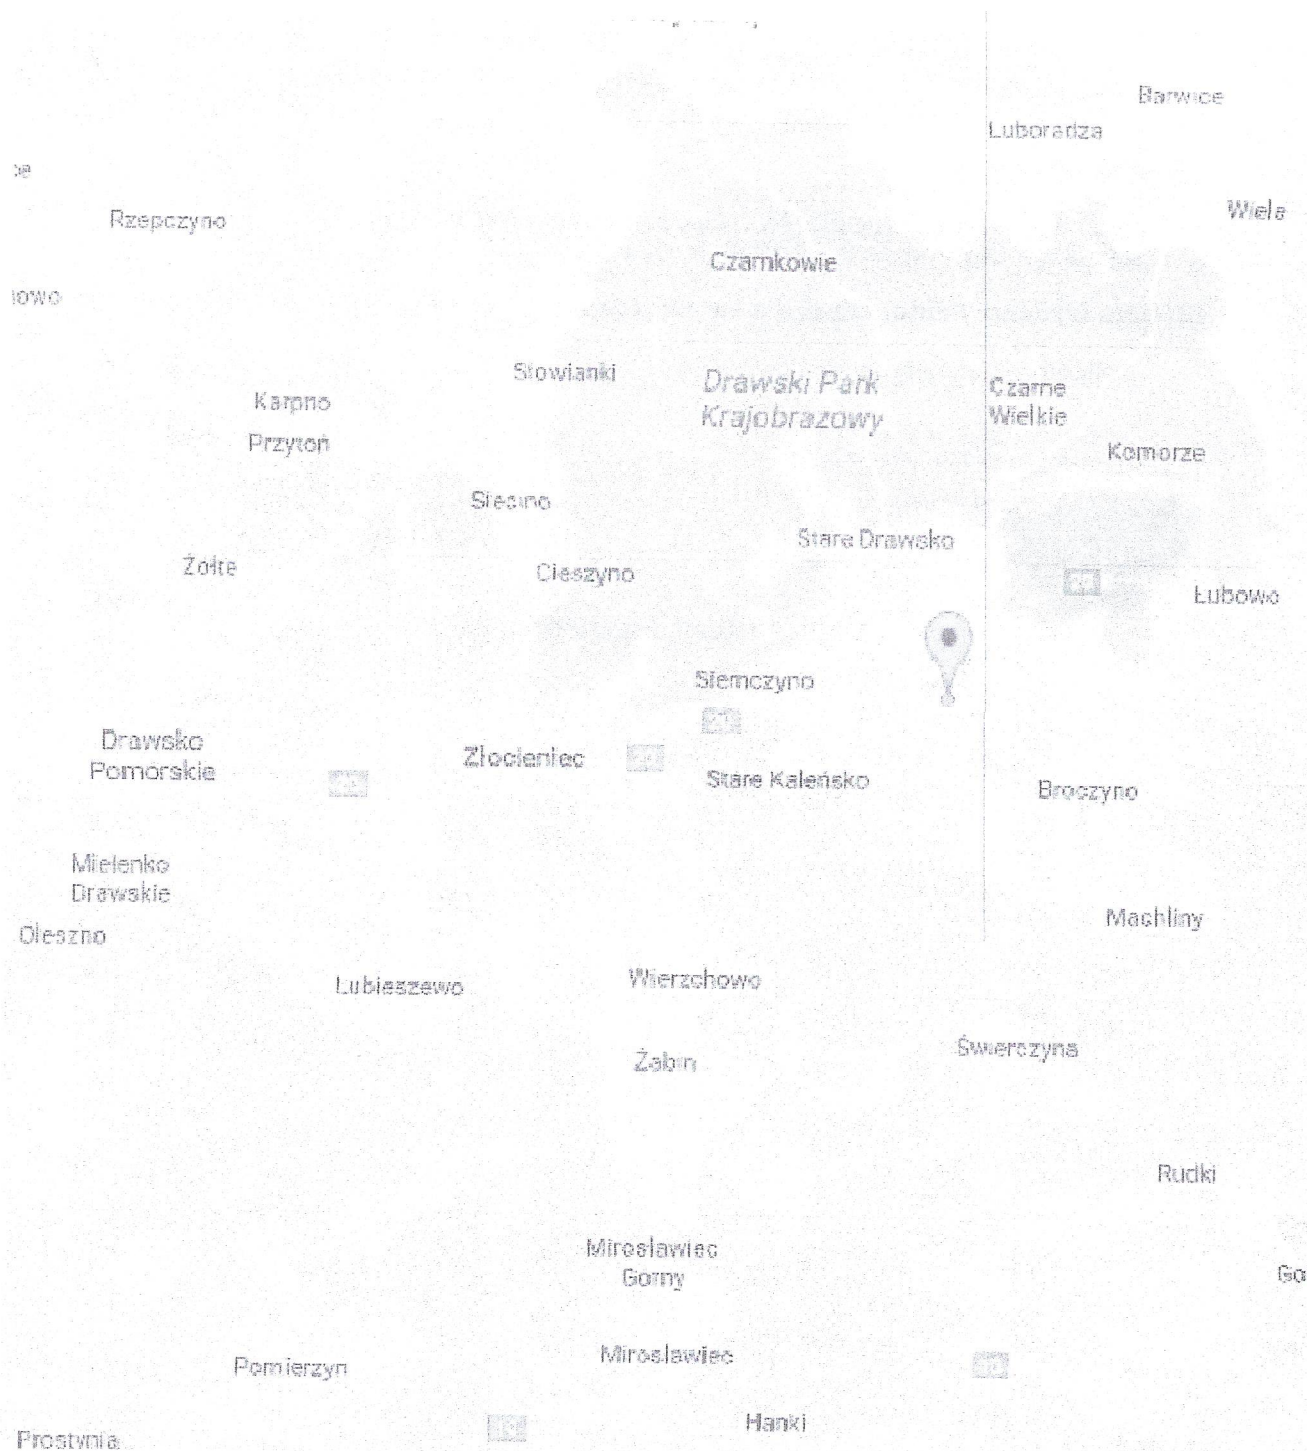 Barwice
Luboradza
Rzepczyno
Wiela
Czarnkowie
Słowianki
Drawski Park
Krajobrazowy
Czarne
Wielkie
Karpno
Przytoń
Komorze
Siecino
Stare Drawsko
Żółte
Cieszyno
Łubowo
Siemczyno
Drawsko
Pomorskie
Złocieniec
Stare Kaleńsko
Broczyno
Mielenko
Drawskie
Machliny
Oleszno
Lubieszewo
Wierzchowo
Żabin
Świerczyna
Rudki
Mirosławiec
Gorny
Go
Pomierzyn
Mirosławiec
Hanki
Prostynia